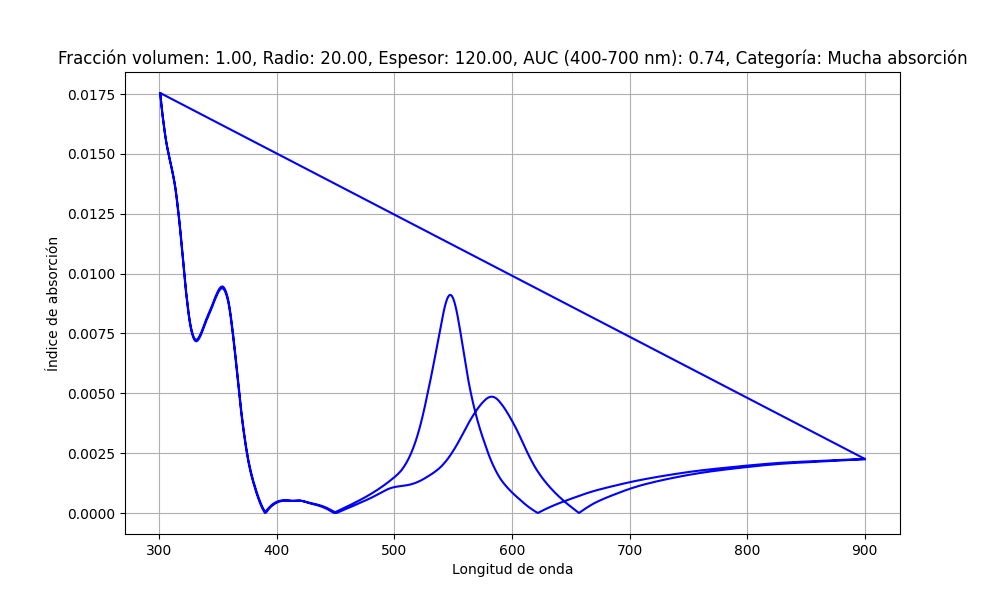 Fracción volumen: 1.00, Radio: 20.00, Espesor: 120.00, AUC (400-700 nm): 0.74, Categoría: Mucha absorción
0.0175
0.0150
0.0125
0.0100
0.0075
0.0050
0.0025
0.0000
Índice de absorción
300 400 500 600 700 800 900
Longitud de onda